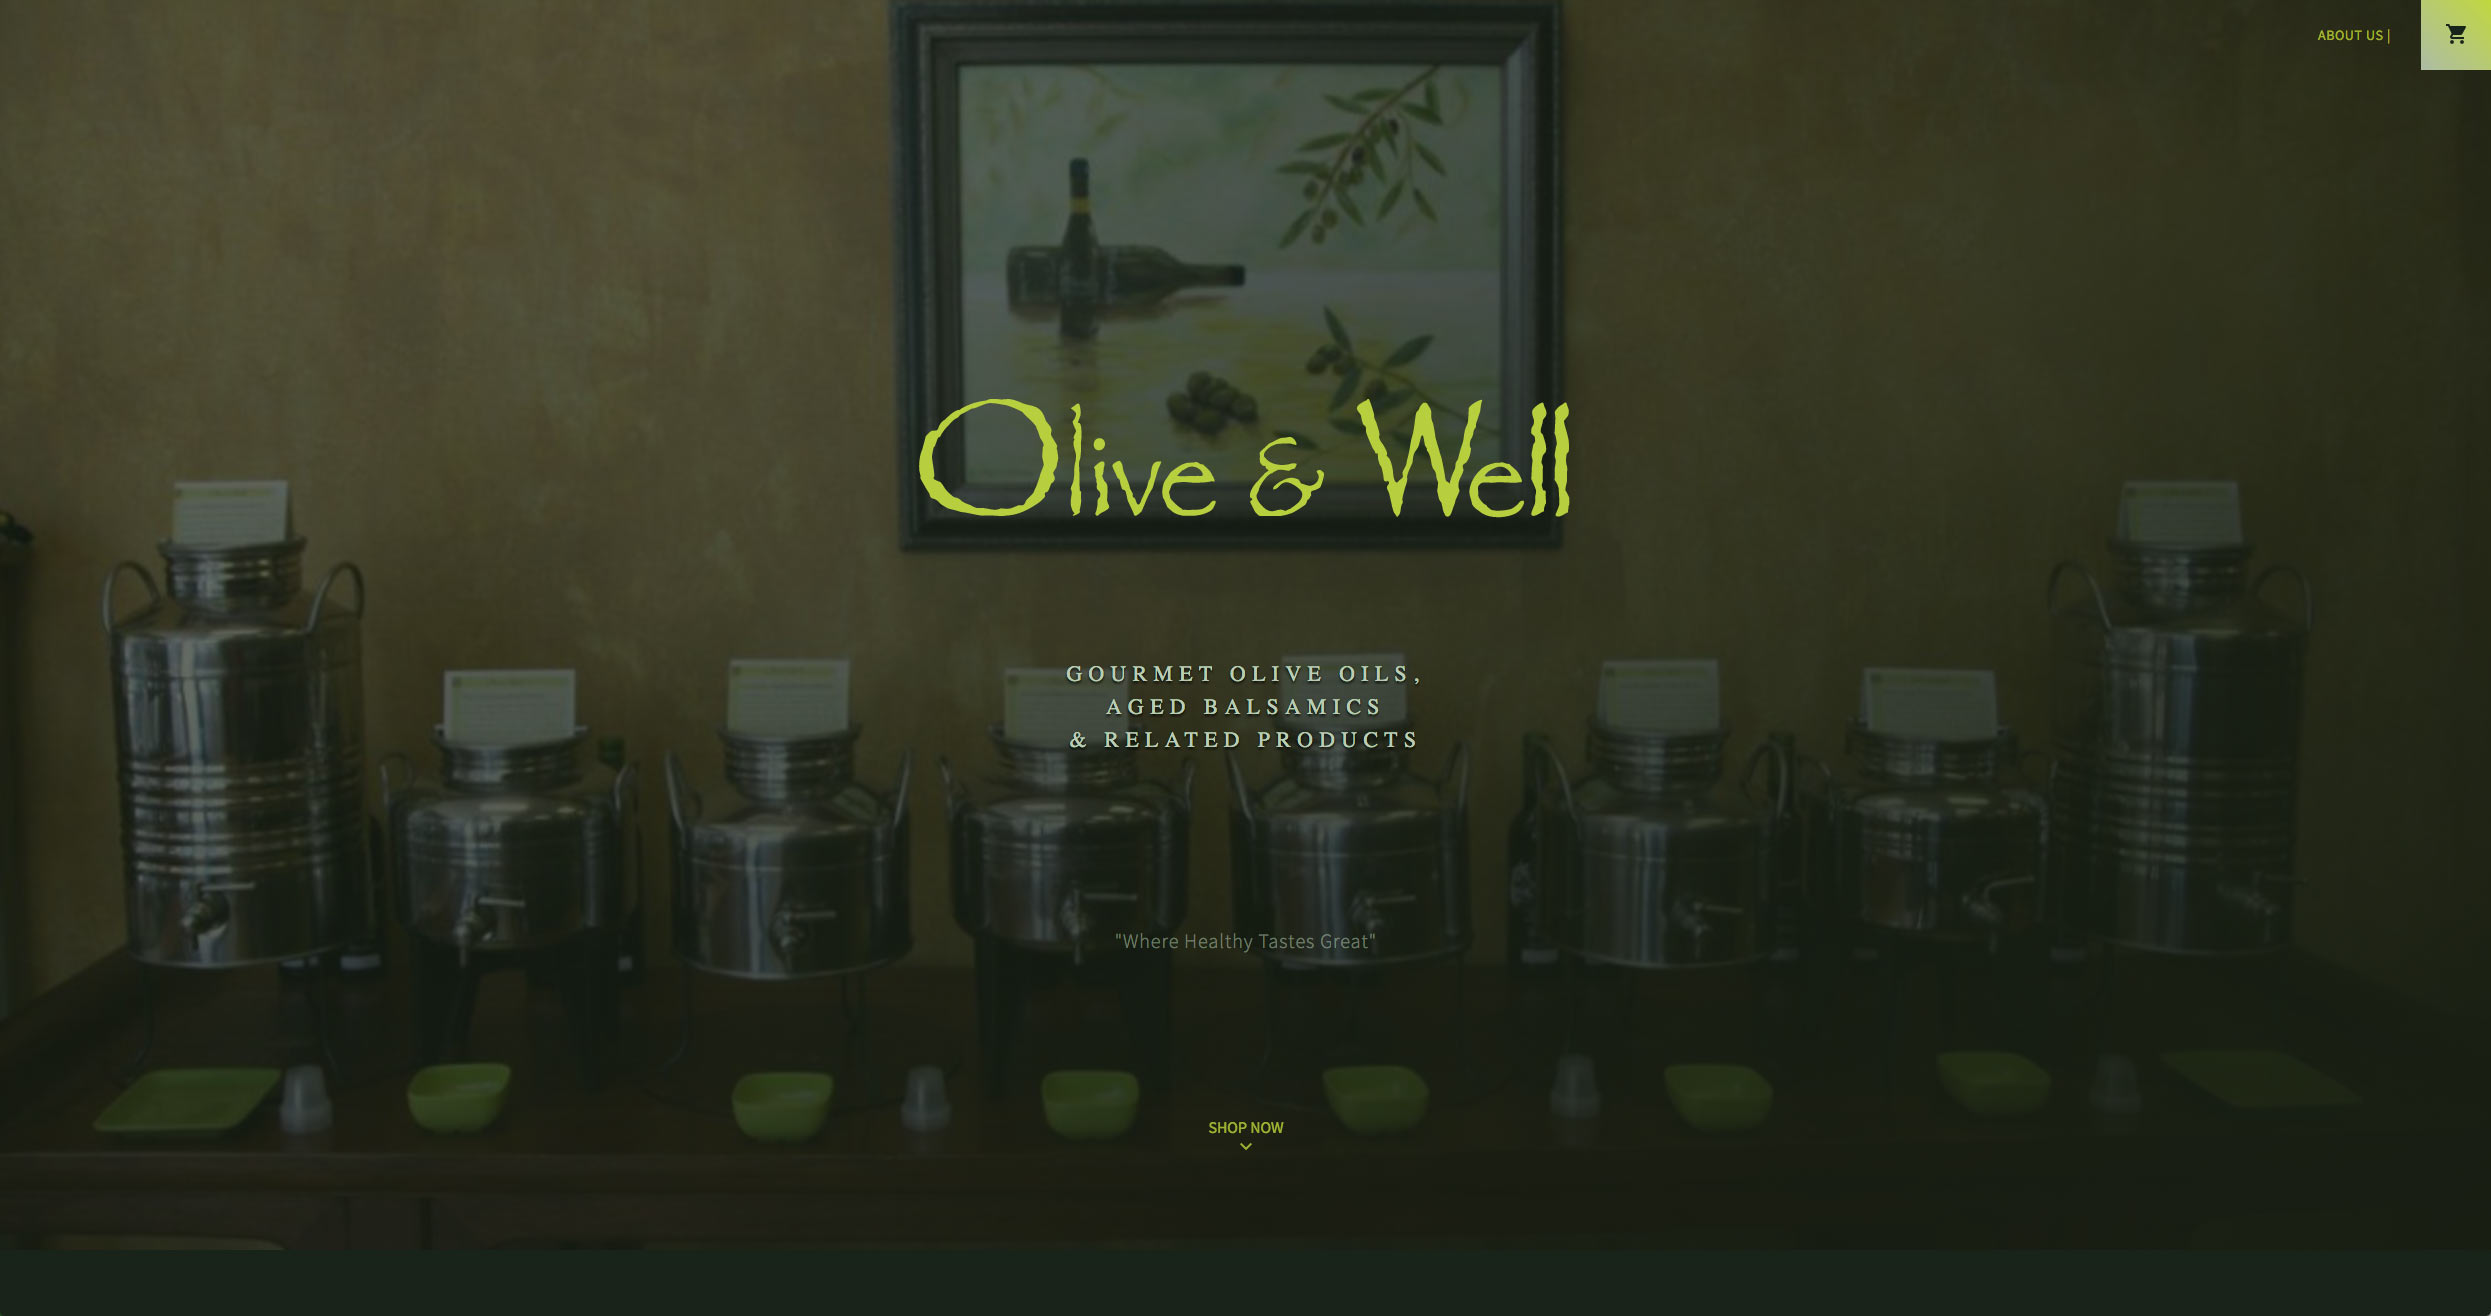 ABOUT US |
Olive & Well
GOURMET OLIVE OILS,
AGED BALSAMICS
& RELATED PRODUCTS
"Where Healthy Tastes Great"
SHOP NOW